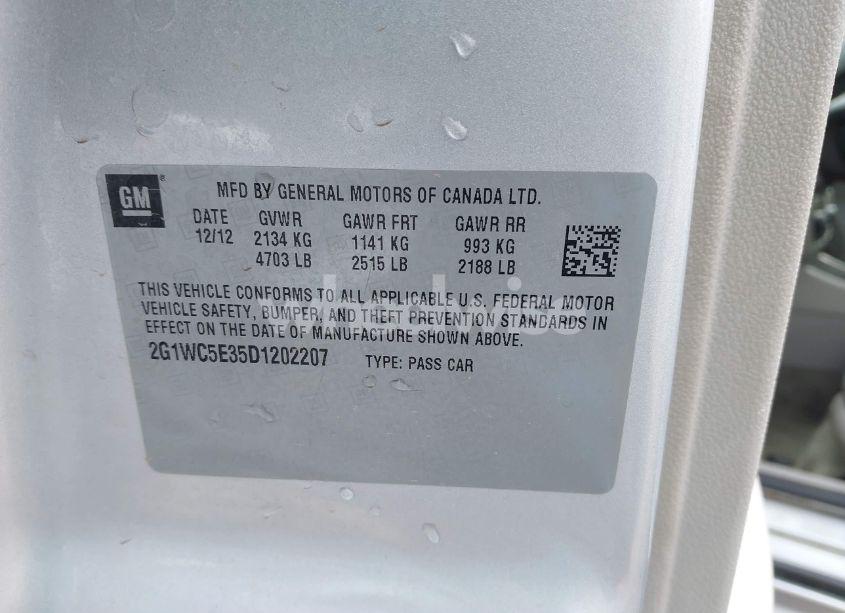 GM
MFD BY GENERAL MOTORS OF CANADA LTD.
DATE GVWR GAWR FRT GAWR RR
12/12 2134 KG 1141 KG 993 KG
4703 LB 2515 LB 2188 LB
THIS VEHICLE CONFORMS TO ALL APPLICABLE U.S. FEDERAL MOTOR
VEHICLE SAFETY, BUMPER, AND THEFT PREVENTION STANDARDS IN
EFFECT ON THE DATE OF MANUFACTURE SHOWN ABOVE.
2G1WC5E35D1202207 TYPE: PASS CAR